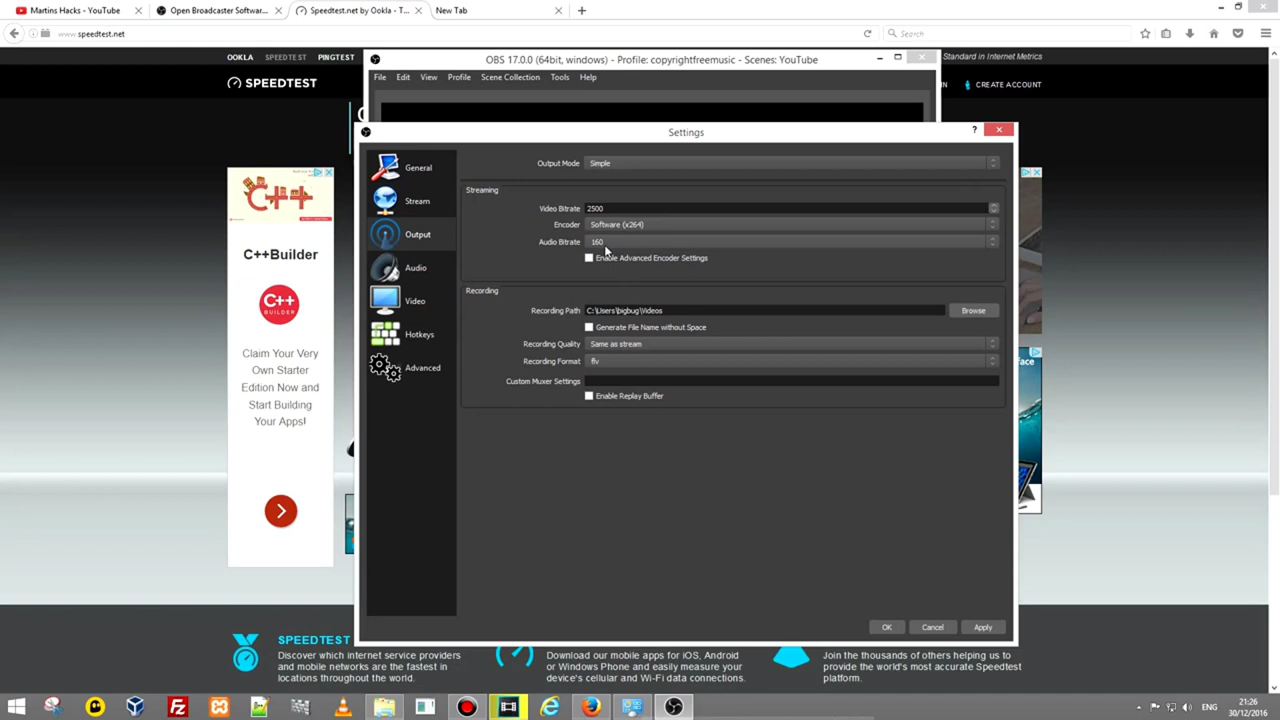 Martins Hacks - YouTube
Open Broadcaster Softwar...
Speedtest.net by Ookla - T...
New Tab
www.speedtest.net
Search
OOKLA SPEEDTEST PINGTEST
Standard in Internet Metrics
SPEEDTEST
CREATE ACCOUNT
OBS 17.0.0 (64bit, windows) - Profile: copyrightfreemusic - Scenes: YouTube
File Edit View Profile Scene Collection Tools Help
Settings
General
Stream
Output
Audio
Video
Hotkeys
Advanced
Output Mode Simple
Streaming
Video Bitrate 2500
Encoder Software (x264)
Audio Bitrate 160
Enable Advanced Encoder Settings
Recording
Recording Path C:\Users\bigbug\Videos Browse
Generate File Name without Space
Recording Quality Same as stream
Recording Format flv
Custom Muxer Settings
Enable Replay Buffer
OK Cancel Apply
C++
C++Builder
C++
BUILDER
Claim Your Very
Own Starter
Edition Now and
Start Building
Your Apps!
SPEEDTEST
Discover which internet service providers
and mobile networks are the fastest in
locations throughout the world.
Download our mobile apps for iOS, Android
or Windows Phone and easily measure your
device's cellular and Wi-Fi data connections.
Join the thousands of others helping us to
provide the world's most accurate Speedtest
platform.
ENG
21:26
30/12/2016